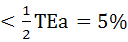 < 1/2 TEa = 5%